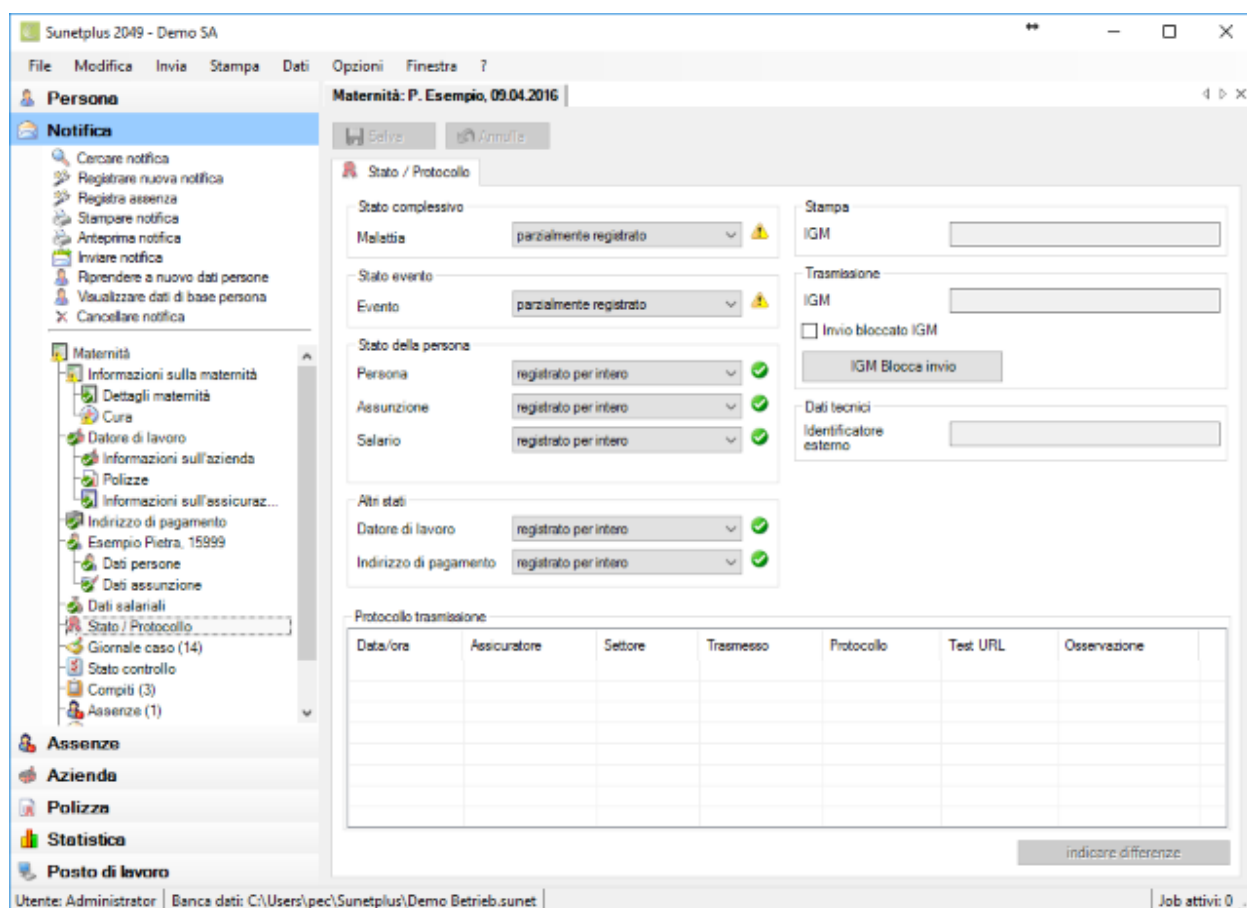 Sunetplus 2049 - Demo SA
File Modifica Invia Stampa Dati Opzioni Finestra ?
Persona
Notifica
Cercare notifica
Registrare nuova notifica
Registra assenza
Stampare notifica
Anteprima notifica
Inviare notifica
Riprendere a nuovo dati persone
Visualizzare dati di base persona
Cancellare notifica
Maternità
Informazioni sulla maternità
Dettagli maternità
Cura
Datore di lavoro
Informazioni sull'azienda
Polizze
Informazioni sull'assicuraz...
Indirizzo di pagamento
Esempio Pietra, 15999
Dati persone
Dati assunzione
Dati salariali
Stato / Protocollo
Giornale caso (14)
Stato controllo
Compiti (3)
Assenze (1)
Assenze
Azienda
Polizza
Statistica
Posto di lavoro
Maternità: P. Esempio, 09.04.2016
Salva Annulla
Stato / Protocollo
Stato complessivo
Malattia parzialmente registrato
Stato evento
Evento parzialmente registrato
Stato della persona
Persona registrato per intero
Assunzione registrato per intero
Salario registrato per intero
Altri stati
Datore di lavoro registrato per intero
Indirizzo di pagamento registrato per intero
Stampa
IGM
Trasmissione
IGM
Invio bloccato IGM
IGM Blocca invio
Dati tecnici
Identificatore
esterno
Protocollo trasmissione
Data/ora Assicuratore Settore Trasmesso Protocollo Test URL Osservazione
indicare differenze
Utente: Administrator Banca dati: C:\Users\pec\Sunetplus\Demo Betrieb.sunet Job attivi: 0